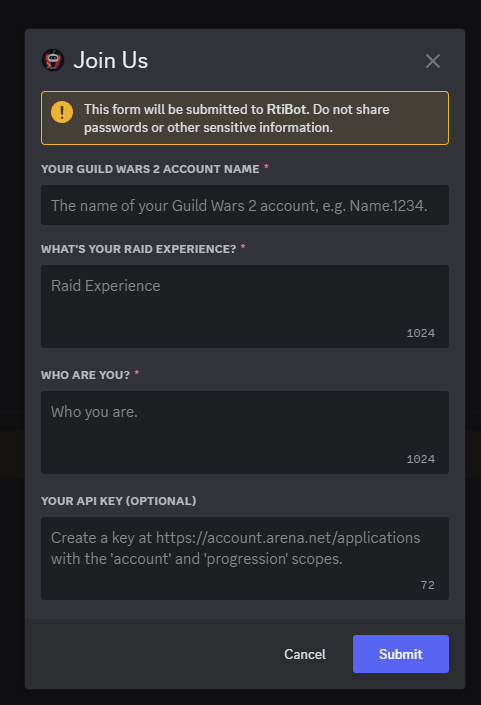 Join Us
This form will be submitted to RtiBot. Do not share
passwords or other sensitive information.
YOUR GUILD WARS 2 ACCOUNT NAME *
The name of your Guild Wars 2 account, e.g. Name.1234.
WHAT'S YOUR RAID EXPERIENCE? *
Raid Experience
1024
WHO ARE YOU? *
Who you are.
1024
YOUR API KEY (OPTIONAL)
Create a key at https://account.arena.net/applications
with the 'account' and 'progression' scopes.
72
Cancel
Submit